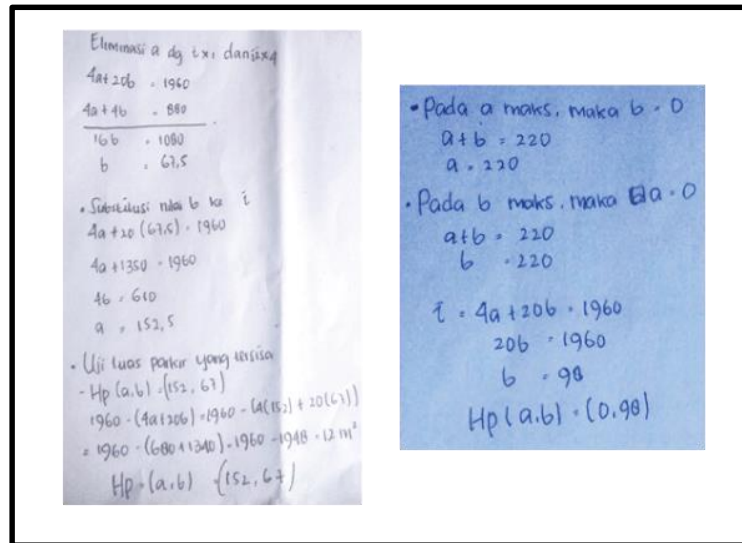 Eliminasi a dg i x1 dan ii x4
4a+20b = 1960
4a+4b = 880
16b = 1080
b = 67,5
• Substitusi nilai b ke i
4a+20(67,5) = 1960
4a+1350 = 1960
4b = 610
a = 152,5
• Uji luas parkir yang tersisa
- Hp (a,b) = (152, 67)
1960 - (4a+20b) = 1960 - (4(152) + 20(67))
= 1960 - (680+1340) = 1960 - 1948 = 12 m²
Hp = (a,b) = (152, 67)
• Pada a maks, maka b = 0
a+b = 220
a = 220
• Pada b maks, maka a = 0
a+b = 220
b = 220
i = 4a+20b = 1960
20b = 1960
b = 98
Hp (a,b) = (0,98)